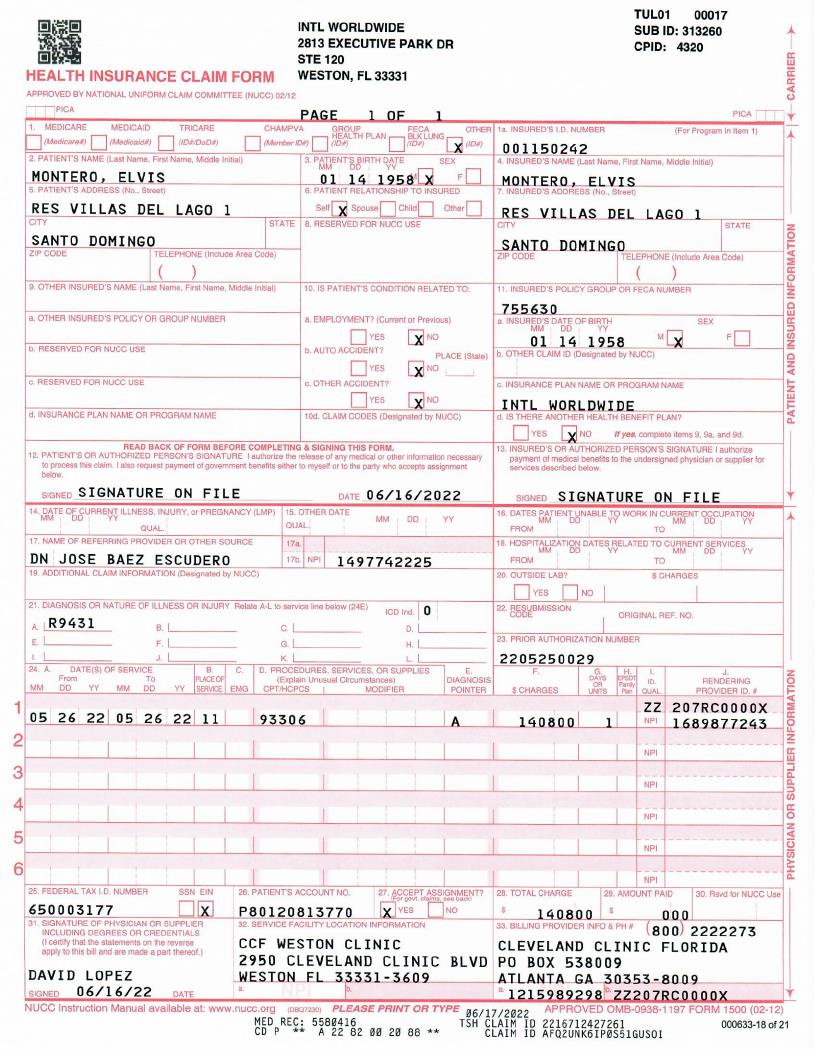 TUL01 00017
INTL WORLDWIDE
SUB ID: 313260
2813 EXECUTIVE PARK DR
CPID: 4320
STE 120
WESTON, FL 33331
HEALTH INSURANCE CLAIM FORM
APPROVED BY NATIONAL UNIFORM CLAIM COMMITTEE (NUCC) 02/12
PICA
PAGE 1 OF 1
PICA
CARRIER
1. MEDICARE MEDICAID TRICARE CHAMPVA GROUP HEALTH PLAN FECA BLK LUNG OTHER
(Medicare#) (Medicaid#) (ID#/DoD#) (Member ID#) (ID#) (ID#) X (ID#)
1a. INSURED'S I.D. NUMBER (For Program in Item 1)
001150242
2. PATIENT'S NAME (Last Name, First Name, Middle Initial)
MONTERO, ELVIS
3. PATIENT'S BIRTH DATE SEX
MM DD YY
01 14 1958 M X F
4. INSURED'S NAME (Last Name, First Name, Middle Initial)
MONTERO, ELVIS
5. PATIENT'S ADDRESS (No., Street)
RES VILLAS DEL LAGO 1
6. PATIENT RELATIONSHIP TO INSURED
Self X Spouse Child Other
7. INSURED'S ADDRESS (No., Street)
RES VILLAS DEL LAGO 1
CITY STATE
SANTO DOMINGO
8. RESERVED FOR NUCC USE
CITY STATE
SANTO DOMINGO
ZIP CODE TELEPHONE (Include Area Code)
( )
ZIP CODE TELEPHONE (Include Area Code)
( )
9. OTHER INSURED'S NAME (Last Name, First Name, Middle Initial)
10. IS PATIENT'S CONDITION RELATED TO:
11. INSURED'S POLICY GROUP OR FECA NUMBER
755630
a. OTHER INSURED'S POLICY OR GROUP NUMBER
a. EMPLOYMENT? (Current or Previous)
YES X NO
a. INSURED'S DATE OF BIRTH SEX
MM DD YY
01 14 1958 M X F
b. RESERVED FOR NUCC USE
b. AUTO ACCIDENT? PLACE (State)
YES X NO
b. OTHER CLAIM ID (Designated by NUCC)
c. RESERVED FOR NUCC USE
c. OTHER ACCIDENT?
YES X NO
c. INSURANCE PLAN NAME OR PROGRAM NAME
INTL WORLDWIDE
d. INSURANCE PLAN NAME OR PROGRAM NAME
10d. CLAIM CODES (Designated by NUCC)
d. IS THERE ANOTHER HEALTH BENEFIT PLAN?
YES X NO If yes, complete items 9, 9a, and 9d.
PATIENT AND INSURED INFORMATION
READ BACK OF FORM BEFORE COMPLETING & SIGNING THIS FORM.
12. PATIENT'S OR AUTHORIZED PERSON'S SIGNATURE I authorize the release of any medical or other information necessary
to process this claim. I also request payment of government benefits either to myself or to the party who accepts assignment
below.
SIGNED SIGNATURE ON FILE DATE 06/16/2022
13. INSURED'S OR AUTHORIZED PERSON'S SIGNATURE I authorize
payment of medical benefits to the undersigned physician or supplier for
services described below.
SIGNED SIGNATURE ON FILE
14. DATE OF CURRENT ILLNESS, INJURY, or PREGNANCY (LMP)
MM DD YY
QUAL.
15. OTHER DATE
QUAL. MM DD YY
16. DATES PATIENT UNABLE TO WORK IN CURRENT OCCUPATION
MM DD YY MM DD YY
FROM TO
17. NAME OF REFERRING PROVIDER OR OTHER SOURCE
DN JOSE BAEZ ESCUDERO
17a.
17b. NPI 1497742225
18. HOSPITALIZATION DATES RELATED TO CURRENT SERVICES
MM DD YY MM DD YY
FROM TO
19. ADDITIONAL CLAIM INFORMATION (Designated by NUCC)
20. OUTSIDE LAB? $ CHARGES
YES NO
21. DIAGNOSIS OR NATURE OF ILLNESS OR INJURY Relate A-L to service line below (24E) ICD Ind. 0
A. R9431 B. C. D.
E. F. G. H.
I. J. K. L.
22. RESUBMISSION CODE ORIGINAL REF. NO.
23. PRIOR AUTHORIZATION NUMBER
2205250029
24. A. DATE(S) OF SERVICE B. C. D. PROCEDURES, SERVICES, OR SUPPLIES E. F. G. H. I. J.
From To PLACE OF (Explain Unusual Circumstances) DIAGNOSIS DAYS OR UNITS EPSDT Family Plan ID. QUAL. RENDERING
MM DD YY MM DD YY SERVICE EMG CPT/HCPCS MODIFIER POINTER $ CHARGES PROVIDER ID. #
1 ZZ 207RC0000X
05 26 22 05 26 22 11 93306 A 140800 1 NPI 1689877243
2
NPI
3
NPI
4
NPI
5
NPI
6
NPI
PHYSICIAN OR SUPPLIER INFORMATION
25. FEDERAL TAX I.D. NUMBER SSN EIN
650003177 X
26. PATIENT'S ACCOUNT NO.
P80120813770
27. ACCEPT ASSIGNMENT?
(For govt. claims, see back)
X YES NO
28. TOTAL CHARGE
$ 140800
29. AMOUNT PAID
$ 000
30. Rsvd for NUCC Use
31. SIGNATURE OF PHYSICIAN OR SUPPLIER
INCLUDING DEGREES OR CREDENTIALS
(I certify that the statements on the reverse
apply to this bill and are made a part thereof.)
DAVID LOPEZ
SIGNED 06/16/22 DATE
32. SERVICE FACILITY LOCATION INFORMATION
CCF WESTON CLINIC
2950 CLEVELAND CLINIC BLVD
WESTON FL 33331-3609
a. NPI b.
33. BILLING PROVIDER INFO & PH # (800) 2222273
CLEVELAND CLINIC FLORIDA
PO BOX 538009
ATLANTA GA 30353-8009
a. 1215989298 b. ZZ207RC0000X
NUCC Instruction Manual available at: www.nucc.org (DBQ7230) PLEASE PRINT OR TYPE APPROVED OMB-0938-1197 FORM 1500 (02-12)
06/17/2022
MED REC: 5580416 TSH CLAIM ID 2216712427261 000633-18 of 21
CD P ** A 22 82 00 20 88 ** CLAIM ID AFQ2UNK6IP0S51GUSOI